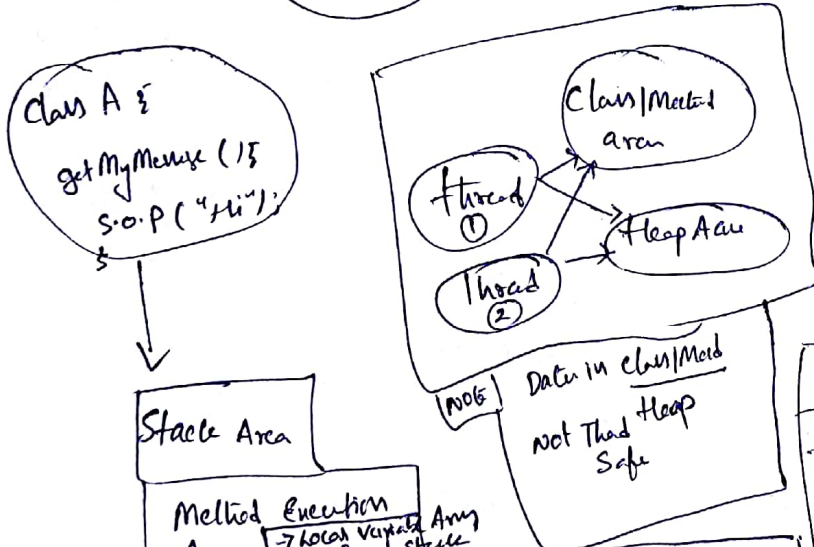 Class A {
getMyMessage () {
S.O.P ("Hi");
}
Stack Area
Method Execution
→ Local Variable Array
Stack
Class/Method
area
thread
1
Thread
2
Heap Area
NOTE
Data in Class/Method
Heap
Not Thread
Safe